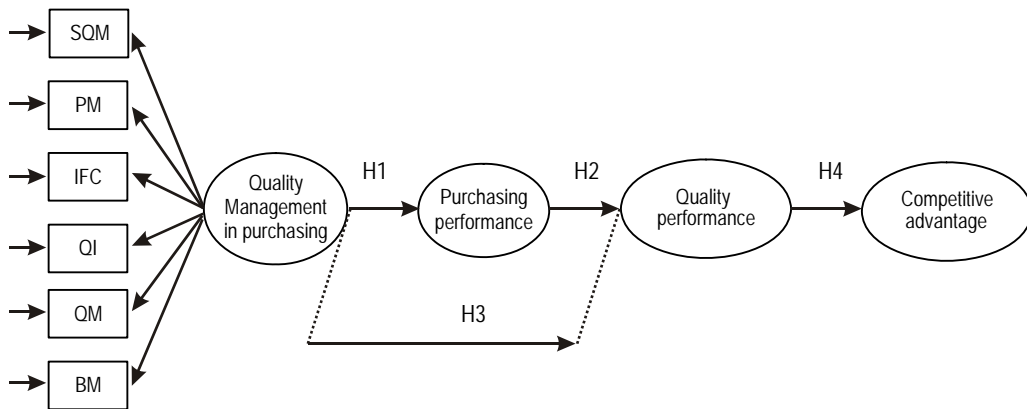 SQM
PM
IFC
QI
QM
BM
Quality
Management
in purchasing
H1
Purchasing
performance
H2
Quality
performance
H4
Competitive
advantage
H3